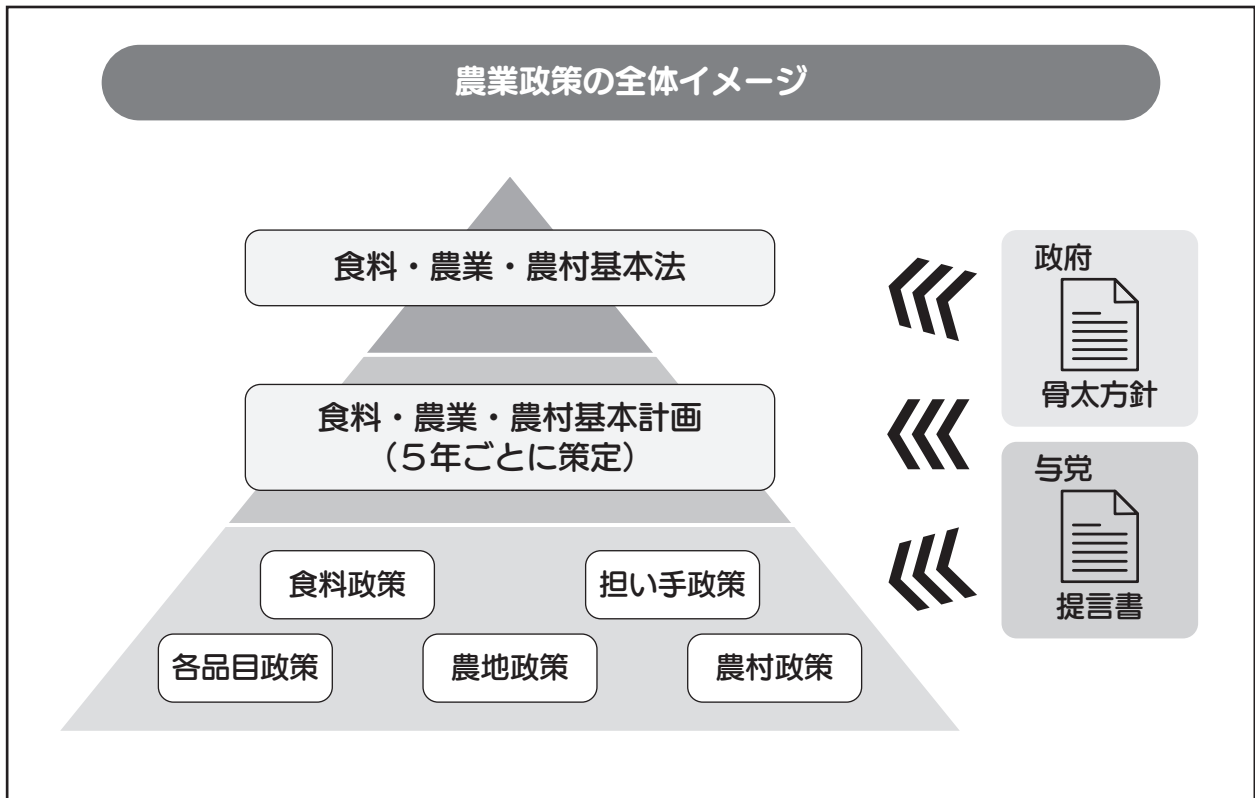 農業政策の全体イメージ
食料・農業・農村基本法
食料・農業・農村基本計画
（５年ごとに策定）
食料政策
担い手政策
各品目政策
農地政策
農村政策
政府
骨太方針
与党
提言書